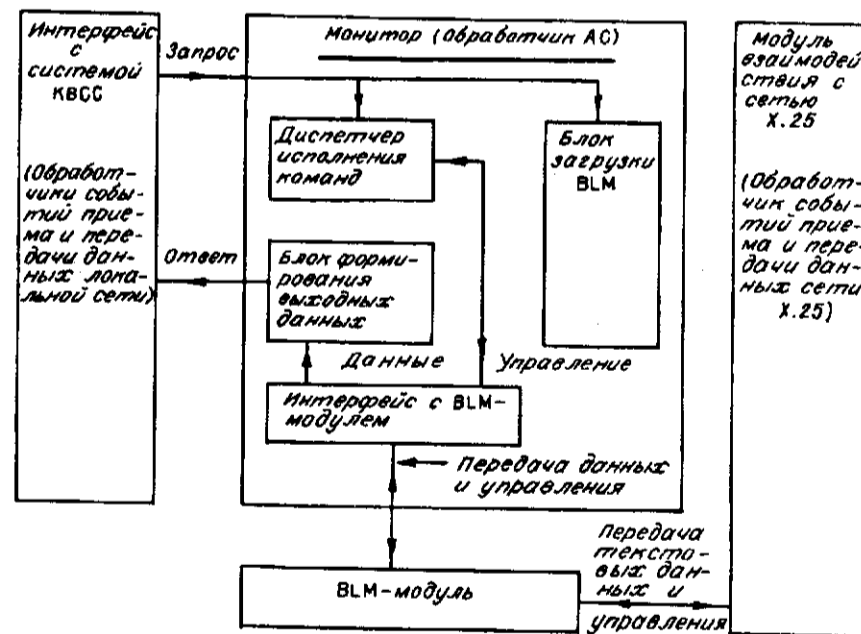 Интерфейс
с
системой
КВСС
(Обработ-
чики собы-
тий прие-
ма и пере-
дачи дан-
ных лока-
льной сети)
Запрос
Ответ
Монитор (Обработчик АС)
Диспетчер
исполнения
команд
Блок
загрузки
BLM
Блок форми-
рования
выходных
данных
Данные
Управление
Интерфейс с BLM-
модулем
Передача данных
и управления
BLM-модуль
Передача
тексто-
вых дан-
ных и
управления
Модуль
взаимодей
ствия с
сетью
X.25
(Обработ-
чик собы-
тий прие-
ма и пере-
дачи дан-
ных сети
X.25)